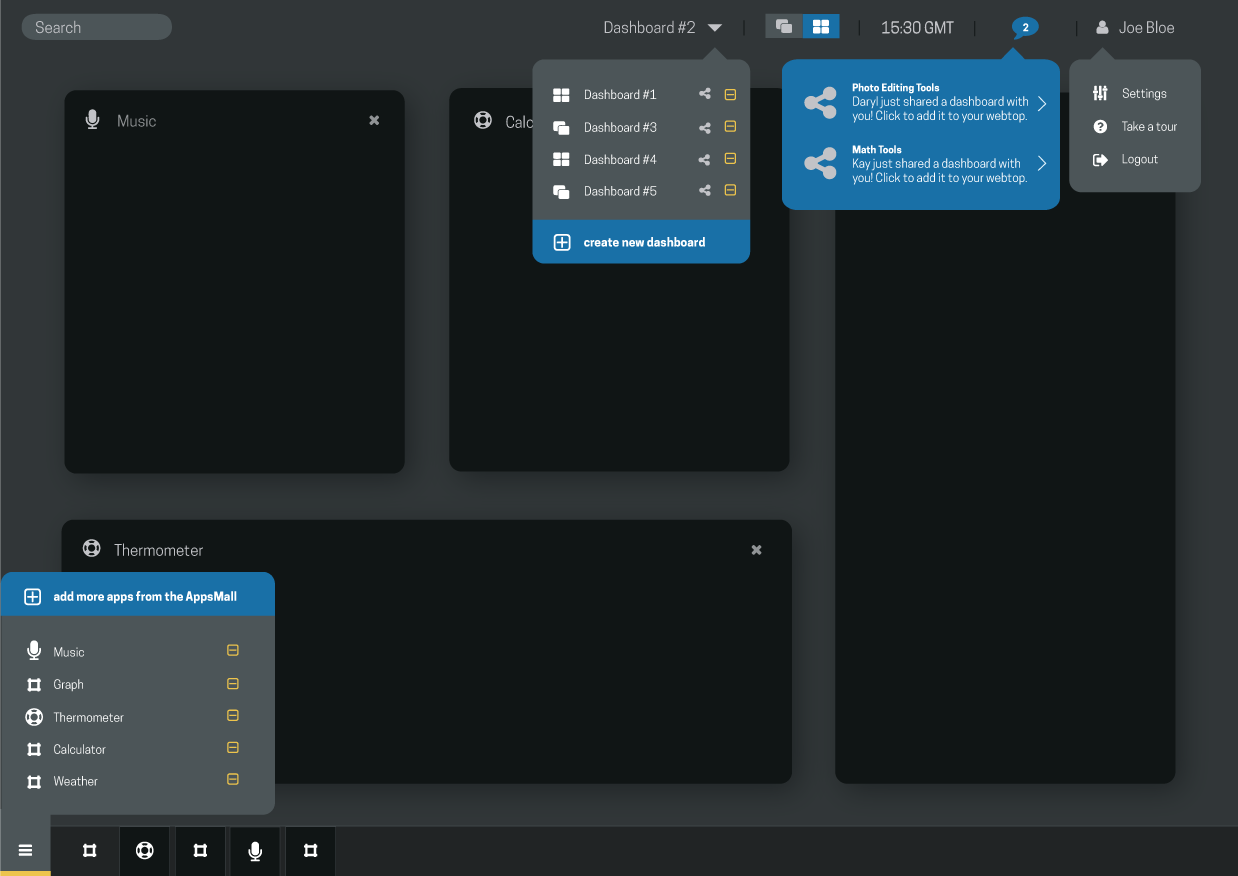 Search
Dashboard #2
15:30 GMT
2
Joe Bloe
Music
Calc
Dashboard #1
Dashboard #3
Dashboard #4
Dashboard #5
create new dashboard
Photo Editing Tools
Daryl just shared a dashboard with
you! Click to add it to your webtop.
Math Tools
Kay just shared a dashboard with
you! Click to add it to your webtop.
Settings
Take a tour
Logout
Thermometer
add more apps from the AppsMall
Music
Graph
Thermometer
Calculator
Weather